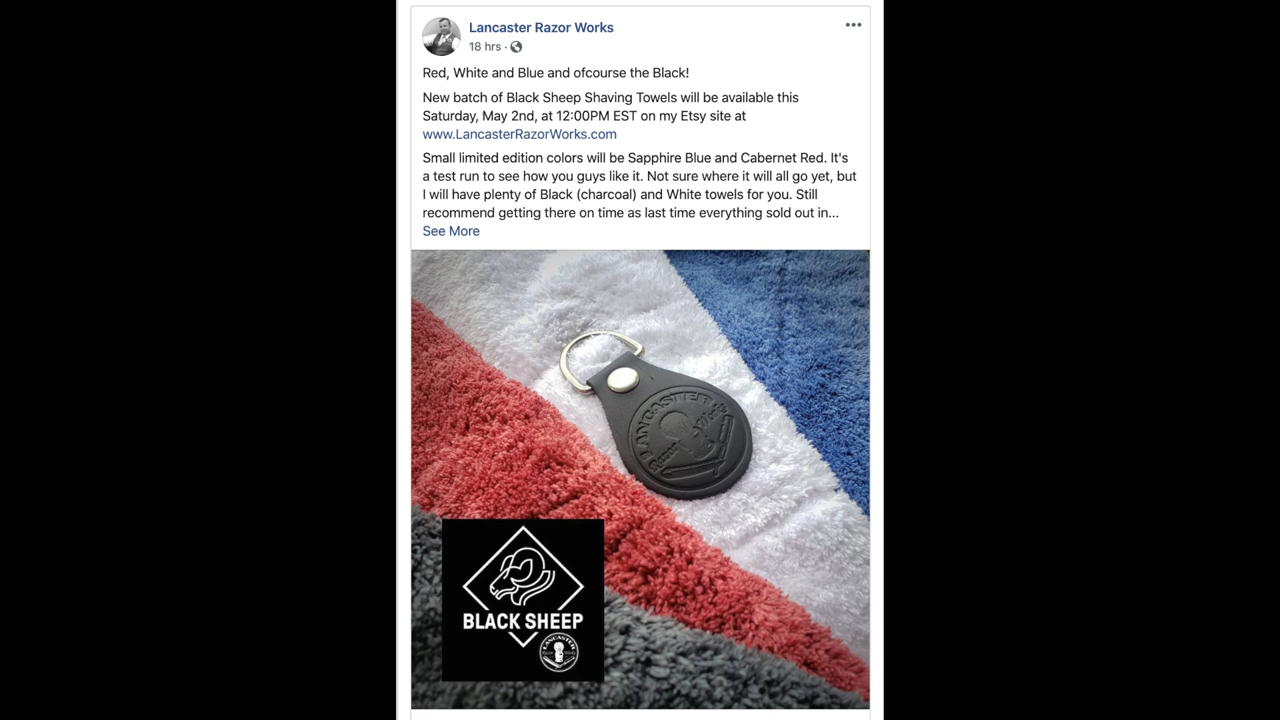 Lancaster Razor Works
18 hrs ·
Red, White and Blue and ofcourse the Black!
New batch of Black Sheep Shaving Towels will be available this
Saturday, May 2nd, at 12:00PM EST on my Etsy site at
www.LancasterRazorWorks.com
Small limited edition colors will be Sapphire Blue and Cabernet Red. It's
a test run to see how you guys like it. Not sure where it will all go yet, but
I will have plenty of Black (charcoal) and White towels for you. Still
recommend getting there on time as last time everything sold out in...
See More
LANCASTER
Razor Works
BLACK SHEEP
LANCASTER